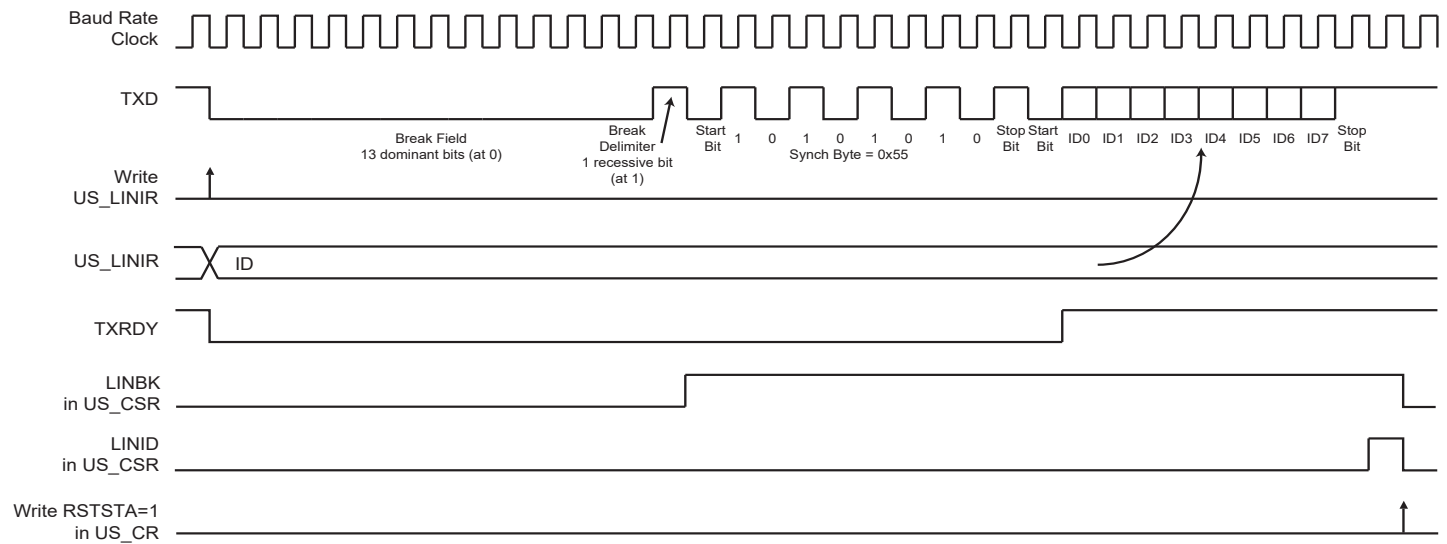 Baud Rate
Clock
TXD
Break Field
13 dominant bits (at 0)
Break
Delimiter
1 recessive bit
(at 1)
Start
Bit
1 0 1 0 1 0 1 0
Synch Byte = 0x55
Stop
Bit
Start
Bit
ID0 ID1 ID2 ID3 ID4 ID5 ID6 ID7
Stop
Bit
Write
US_LINIR
US_LINIR
ID
TXRDY
LINBK
in US_CSR
LINID
in US_CSR
Write RSTSTA=1
in US_CR